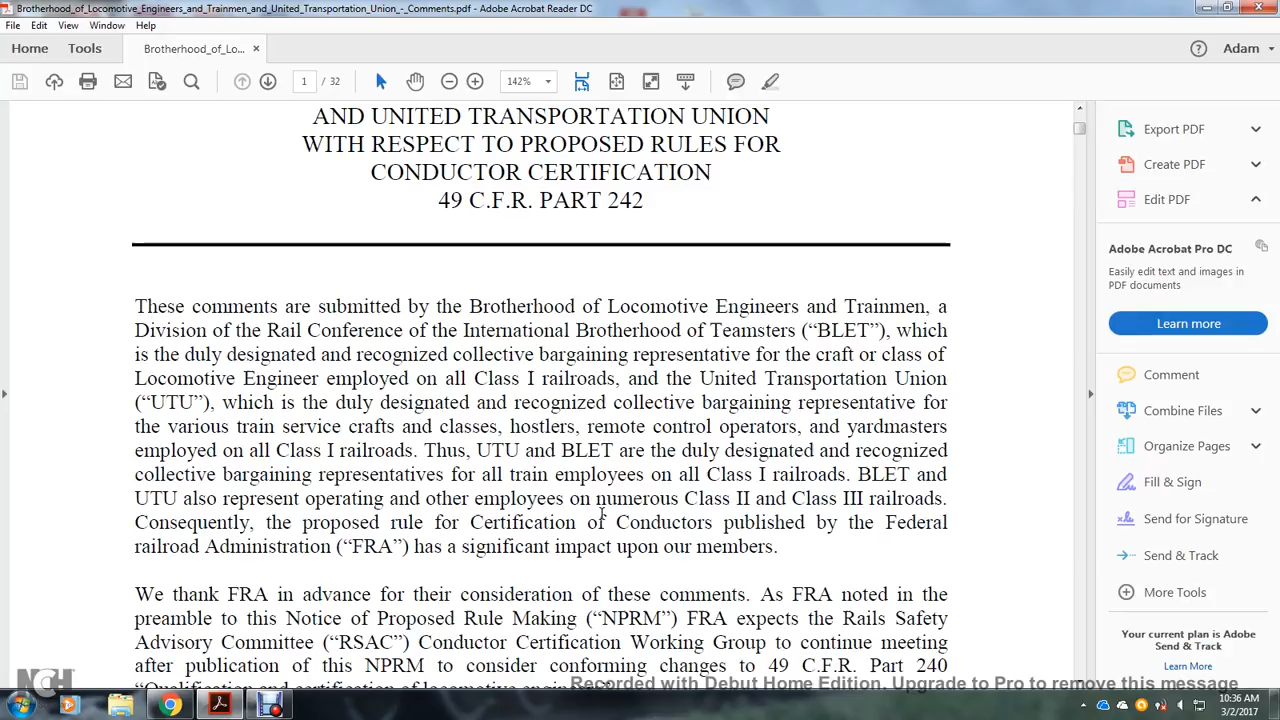 Brotherhood_of_Locomotive_Engineers_and_Trainmen_and_United_Transportation_Union_-_Comments.pdf - Adobe Acrobat Reader DC
File Edit View Window Help
Home Tools Brotherhood_of_Lo... × Adam
1 / 32 142%
AND UNITED TRANSPORTATION UNION
WITH RESPECT TO PROPOSED RULES FOR
CONDUCTOR CERTIFICATION
49 C.F.R. PART 242
These comments are submitted by the Brotherhood of Locomotive Engineers and Trainmen, a
Division of the Rail Conference of the International Brotherhood of Teamsters (“BLET”), which
is the duly designated and recognized collective bargaining representative for the craft or class of
Locomotive Engineer employed on all Class I railroads, and the United Transportation Union
(“UTU”), which is the duly designated and recognized collective bargaining representative for
the various train service crafts and classes, hostlers, remote control operators, and yardmasters
employed on all Class I railroads. Thus, UTU and BLET are the duly designated and recognized
collective bargaining representatives for all train employees on all Class I railroads. BLET and
UTU also represent operating and other employees on numerous Class II and Class III railroads.
Consequently, the proposed rule for Certification of Conductors published by the Federal
railroad Administration (“FRA”) has a significant impact upon our members.
We thank FRA in advance for their consideration of these comments. As FRA noted in the
preamble to this Notice of Proposed Rule Making (“NPRM”) FRA expects the Rails Safety
Advisory Committee (“RSAC”) Conductor Certification Working Group to continue meeting
after publication of this NPRM to consider conforming changes to 49 C.F.R. Part 240
“Qualification and certification of locomotive engineers
Export PDF
Create PDF
Edit PDF
Adobe Acrobat Pro DC
Easily edit text and images in
PDF documents
Learn more
Comment
Combine Files
Organize Pages
Fill & Sign
Send for Signature
Send & Track
More Tools
Your current plan is Adobe
Send & Track
Learn More
NCH
Recorded with Debut Home Edition. Upgrade to Pro to remove this message
10:36 AM
3/2/2017